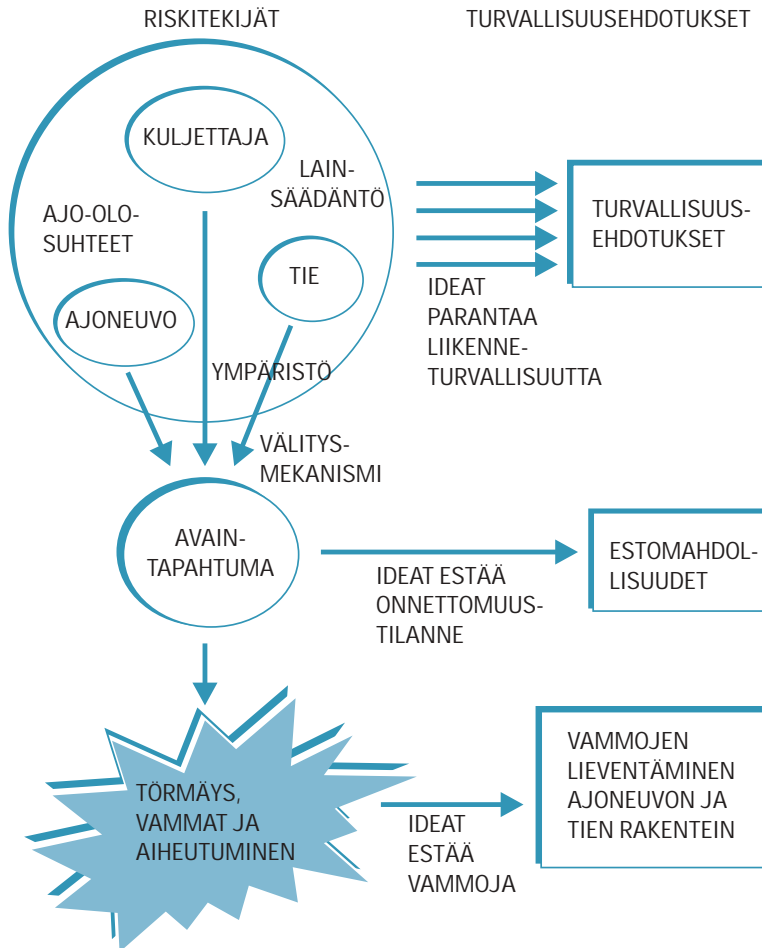 RISKITEKIJÄT
TURVALLISUUSEHDOTUKSET
KULJETTAJA
LAIN-
SÄÄDÄNTÖ
AJO-OLO-
SUHTEET
TIE
AJONEUVO
YMPÄRISTÖ
TURVALLISUUS-
EHDOTUKSET
IDEAT
PARANTAA
LIIKENNE-
TURVALLISUUTTA
VÄLITYS-
MEKANISMI
AVAIN-
TAPAHTUMA
IDEAT ESTÄÄ
ONNETTOMUUS-
TILANNE
ESTOMAHDOL-
LISUUDET
TÖRMÄYS,
VAMMAT JA
AIHEUTUMINEN
IDEAT
ESTÄÄ
VAMMOJA
VAMMOJEN
LIEVENTÄMINEN
AJONEUVON JA
TIEN RAKENTEIN